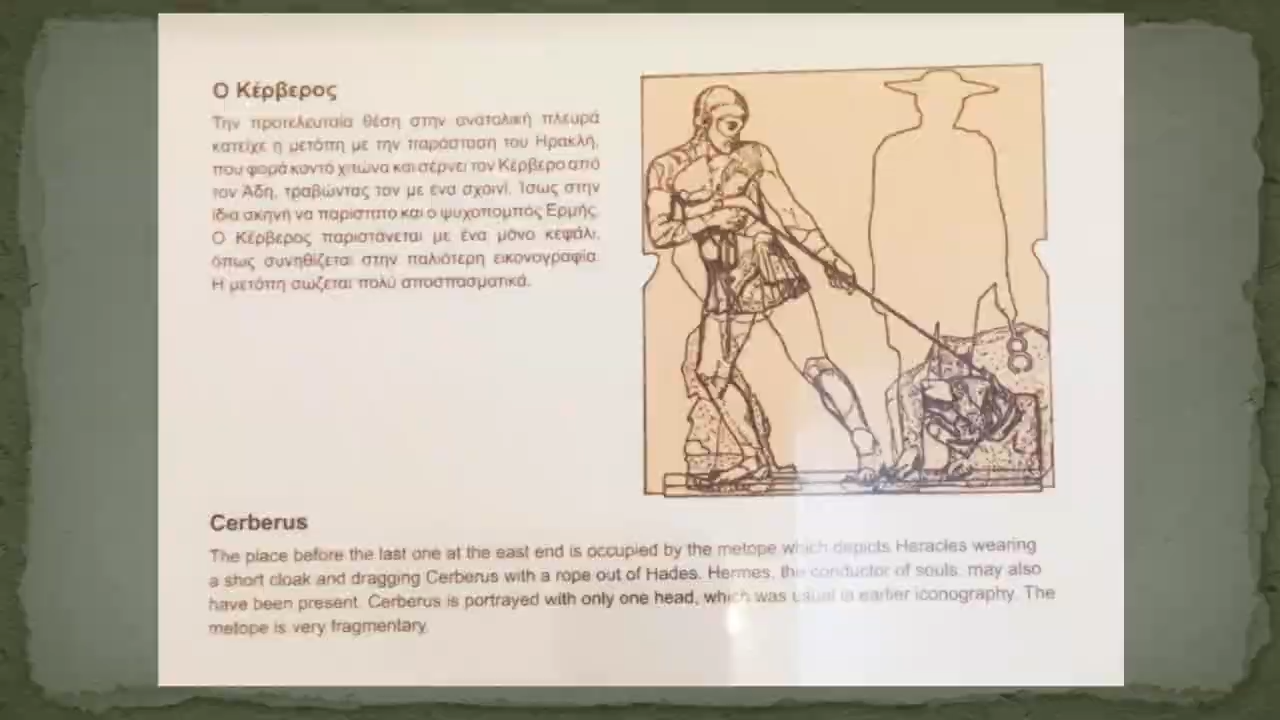 Ο Κέρβερος
Την προτελευταία θέση στην ανατολική πλευρά
κατείχε η μετόπη με την παράσταση του Ηρακλή,
που φορά κοντό χιτώνα και σέρνει τον Κέρβερο από
τον Άδη, τραβώντας τον με ένα σχοινί. Ίσως στην
ίδια σκηνή να παρίστατο και ο ψυχοπομπός Ερμής.
Ο Κέρβερος παριστάνεται με ένα μόνο κεφάλι,
όπως συνηθίζεται στην παλιότερη εικονογραφία.
Η μετόπη σώζεται πολύ αποσπασματικά.
Cerberus
The place before the last one at the east end is occupied by the metope which depicts Heracles wearing
a short cloak and dragging Cerberus with a rope out of Hades. Hermes, the conductor of souls, may also
have been present. Cerberus is portrayed with only one head, which was usual in earlier iconography. The
metope is very fragmentary.